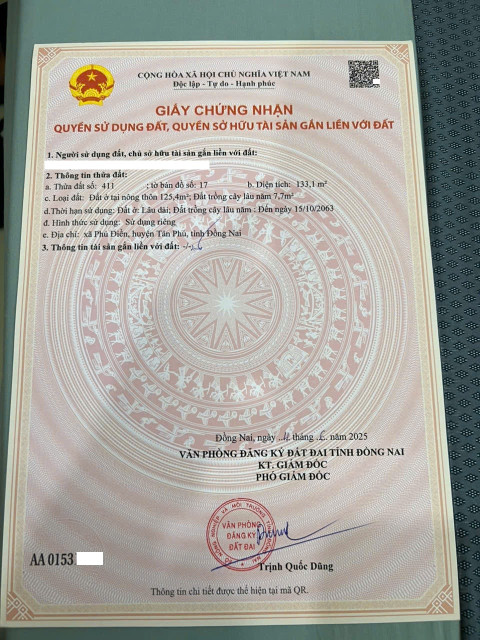 CỘNG HÒA XÃ HỘI CHỦ NGHĨA VIỆT NAM
Độc lập - Tự do - Hạnh phúc
GIẤY CHỨNG NHẬN
QUYỀN SỬ DỤNG ĐẤT, QUYỀN SỞ HỮU TÀI SẢN GẮN LIỀN VỚI ĐẤT
1. Người sử dụng đất, chủ sở hữu tài sản gắn liền với đất:
2. Thông tin thửa đất:
a. Thửa đất số: 411 ; tờ bản đồ số: 17 b. Diện tích: 133,1 m²
c. Loại đất: Đất ở tại nông thôn 125,4m²; Đất trồng cây lâu năm 7,7m²
d.Thời hạn sử dụng: Đất ở: Lâu dài; Đất trồng cây lâu năm : Đến ngày 15/10/2063
đ. Hình thức sử dụng: Sử dụng riêng
e. Địa chỉ: xã Phú Điền, huyện Tân Phú, tỉnh Đồng Nai
3. Thông tin tài sản gắn liền với đất: -/-
Đồng Nai, ngày tháng 6 năm 2025
VĂN PHÒNG ĐĂNG KÝ ĐẤT ĐAI TỈNH ĐỒNG NAI
KT. GIÁM ĐỐC
PHÓ GIÁM ĐỐC
VĂN PHÒNG
ĐĂNG KÝ
ĐẤT ĐAI
AA 0153
Trịnh Quốc Dũng
Thông tin chi tiết được thể hiện tại mã QR.